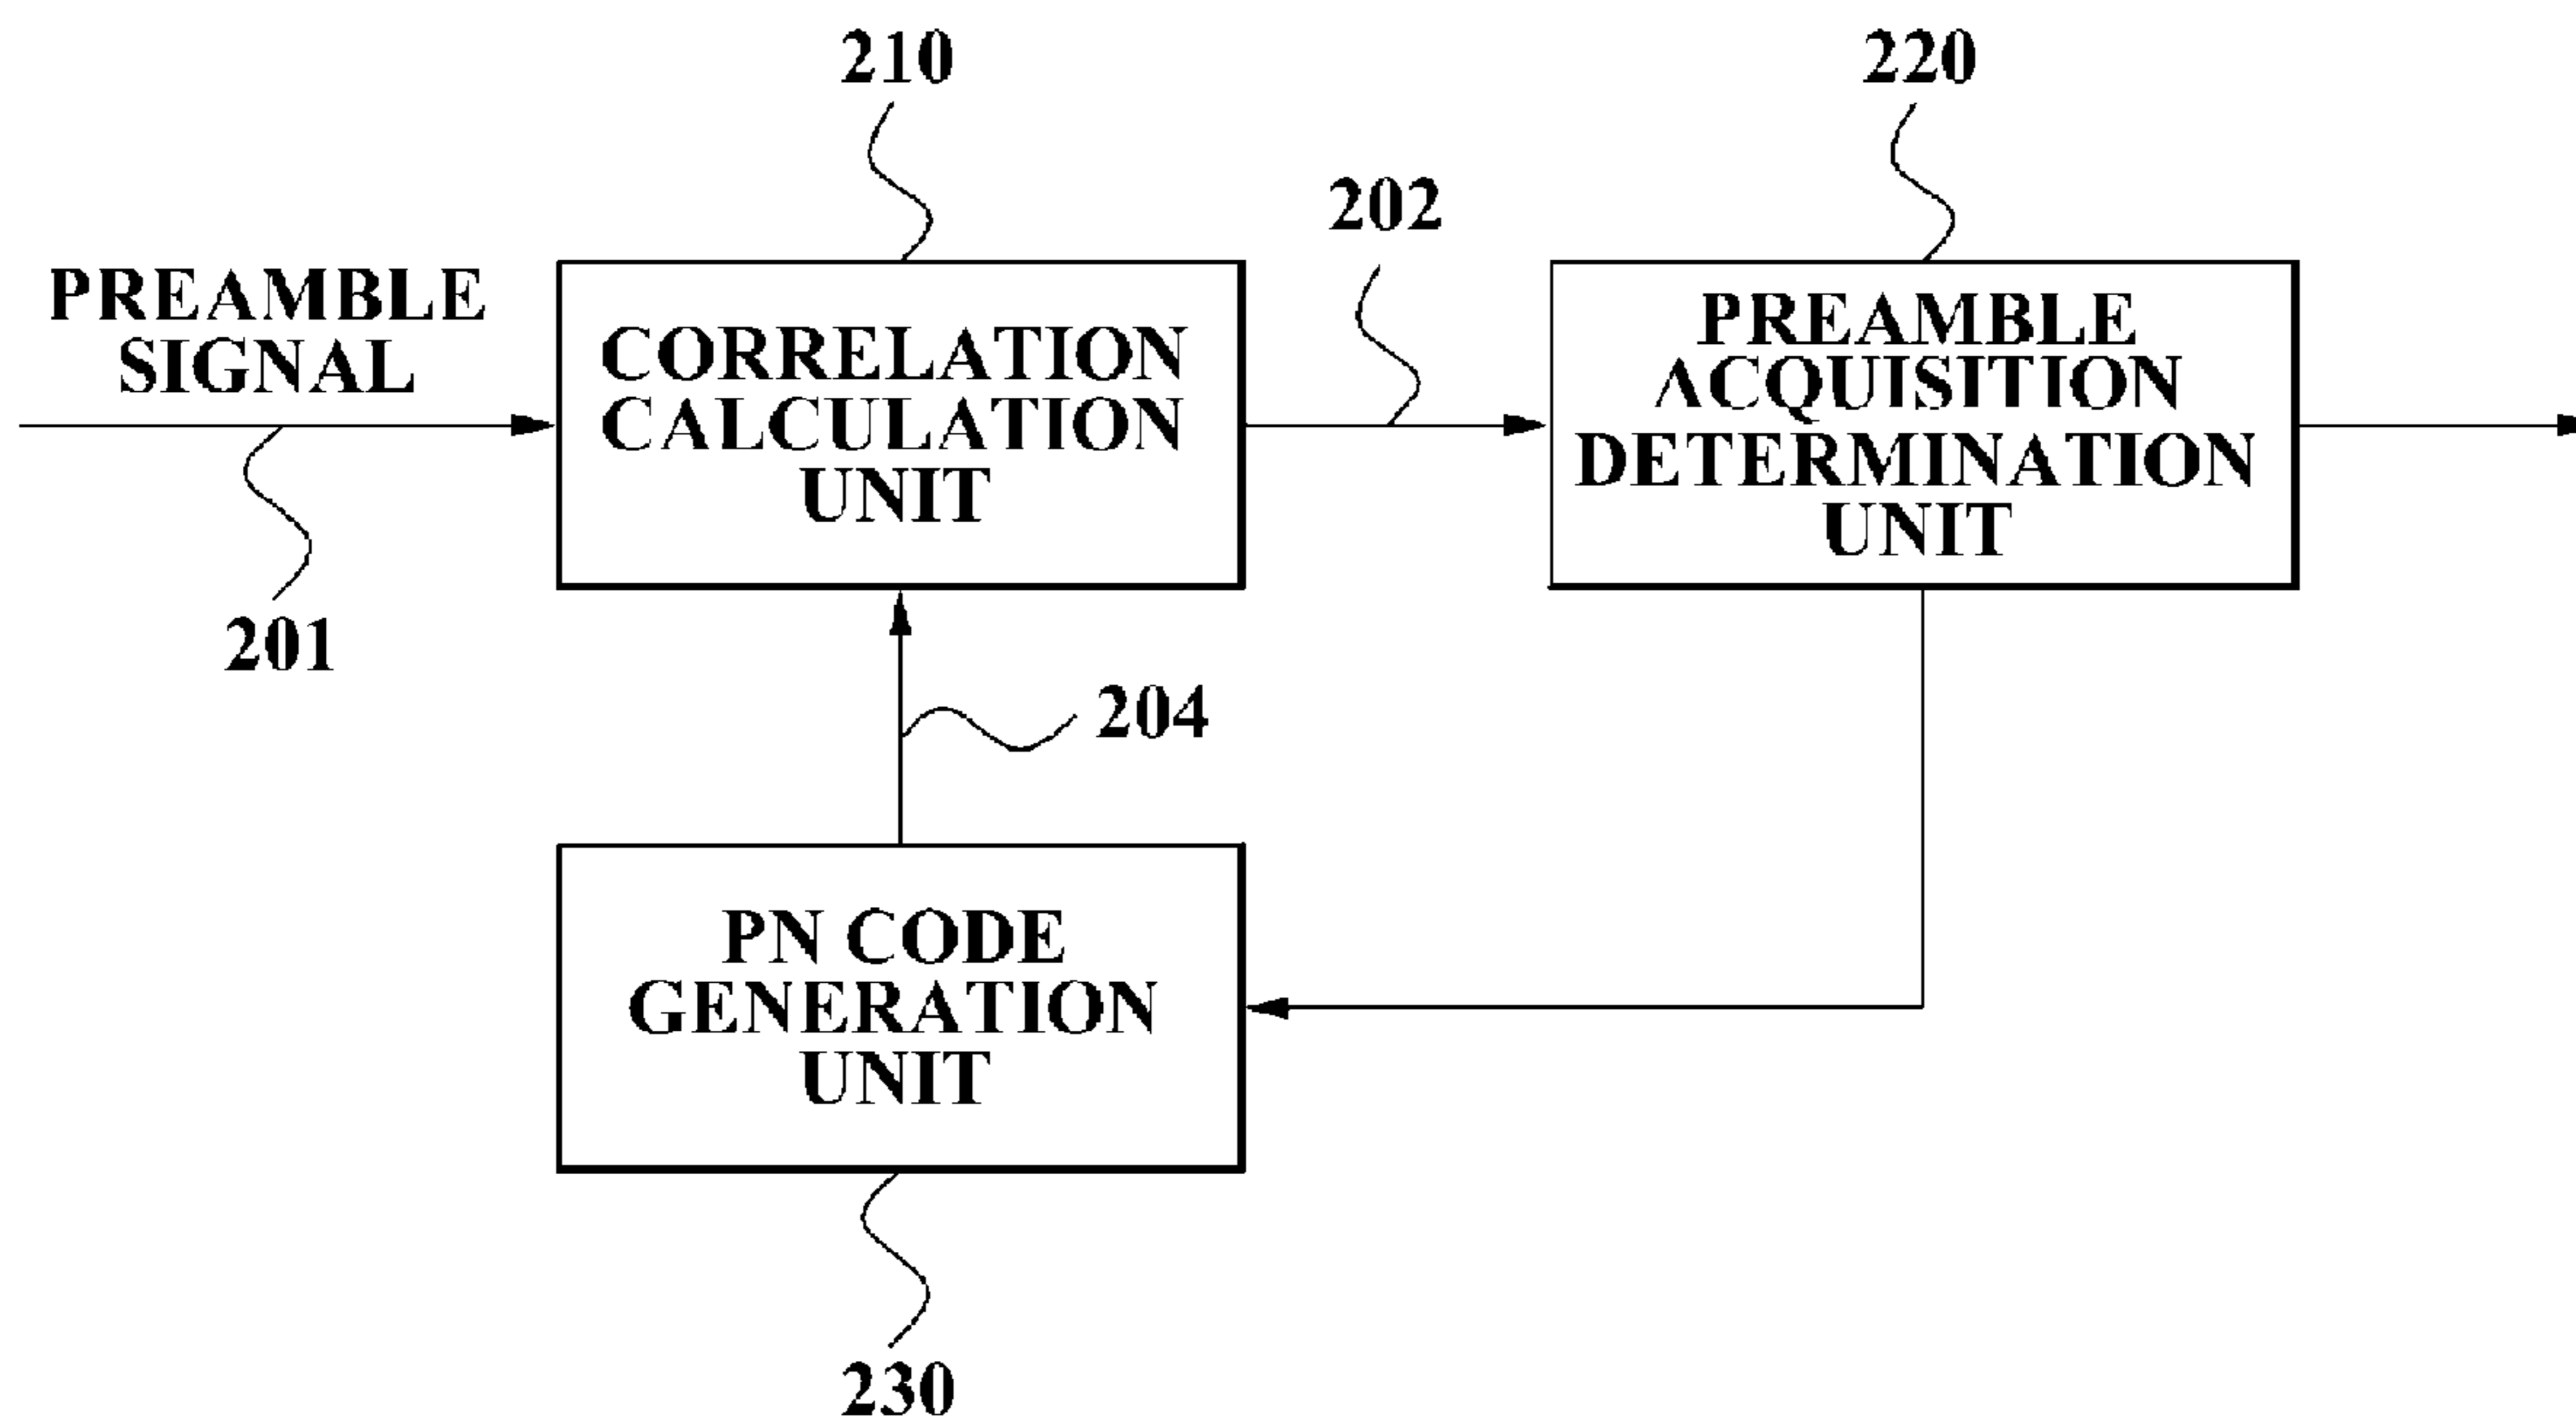 210
220
202
PREAMBLE
SIGNAL
CORRELATION
CALCULATION
UNIT
PREAMBLE
ACQUISITION
DETERMINATION
UNIT
201
204
PN CODE
GENERATION
UNIT
230